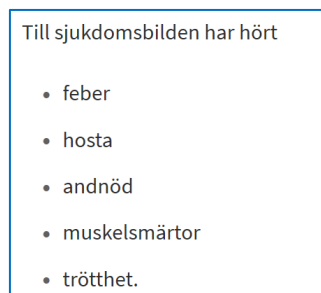 Till sjukdomsbilden har hört
• feber
• hosta
• andnöd
• muskelsmärtor
• trötthet.